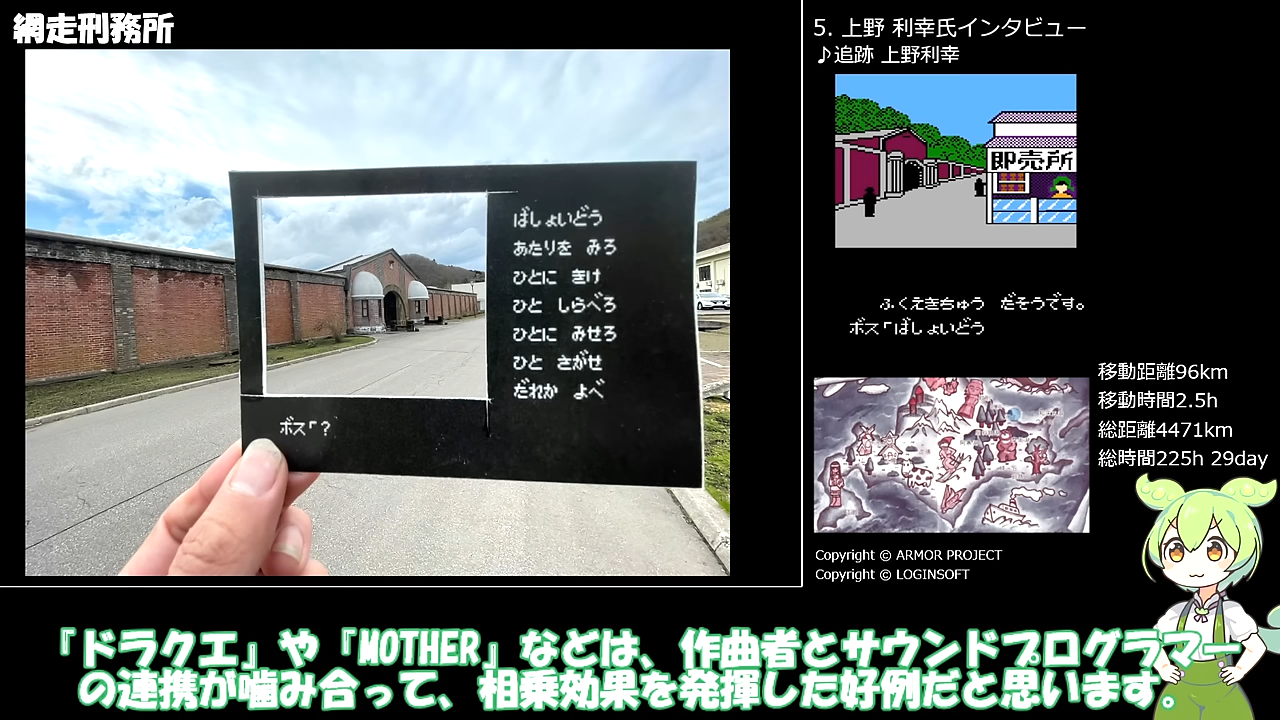 網走刑務所
ばしょいどう
あたりを みろ
ひとに きけ
ひと しらべろ
ひとに みせろ
ひと さがせ
だれか よべ
ボス「?
5. 上野 利幸氏インタビュー
♪追跡 上野利幸
即売所
ふくえきちゅう だそうです。
ボス「ばしょいどう
移動距離96km
移動時間2.5h
総距離4471km
総時間225h 29day
Copyright © ARMOR PROJECT
Copyright © LOGINSOFT
『ドラクエ』や『MOTHER』などは、作曲者とサウンドプログラマー
の連携が噛み合って、相乗効果を発揮した好例だと思います。